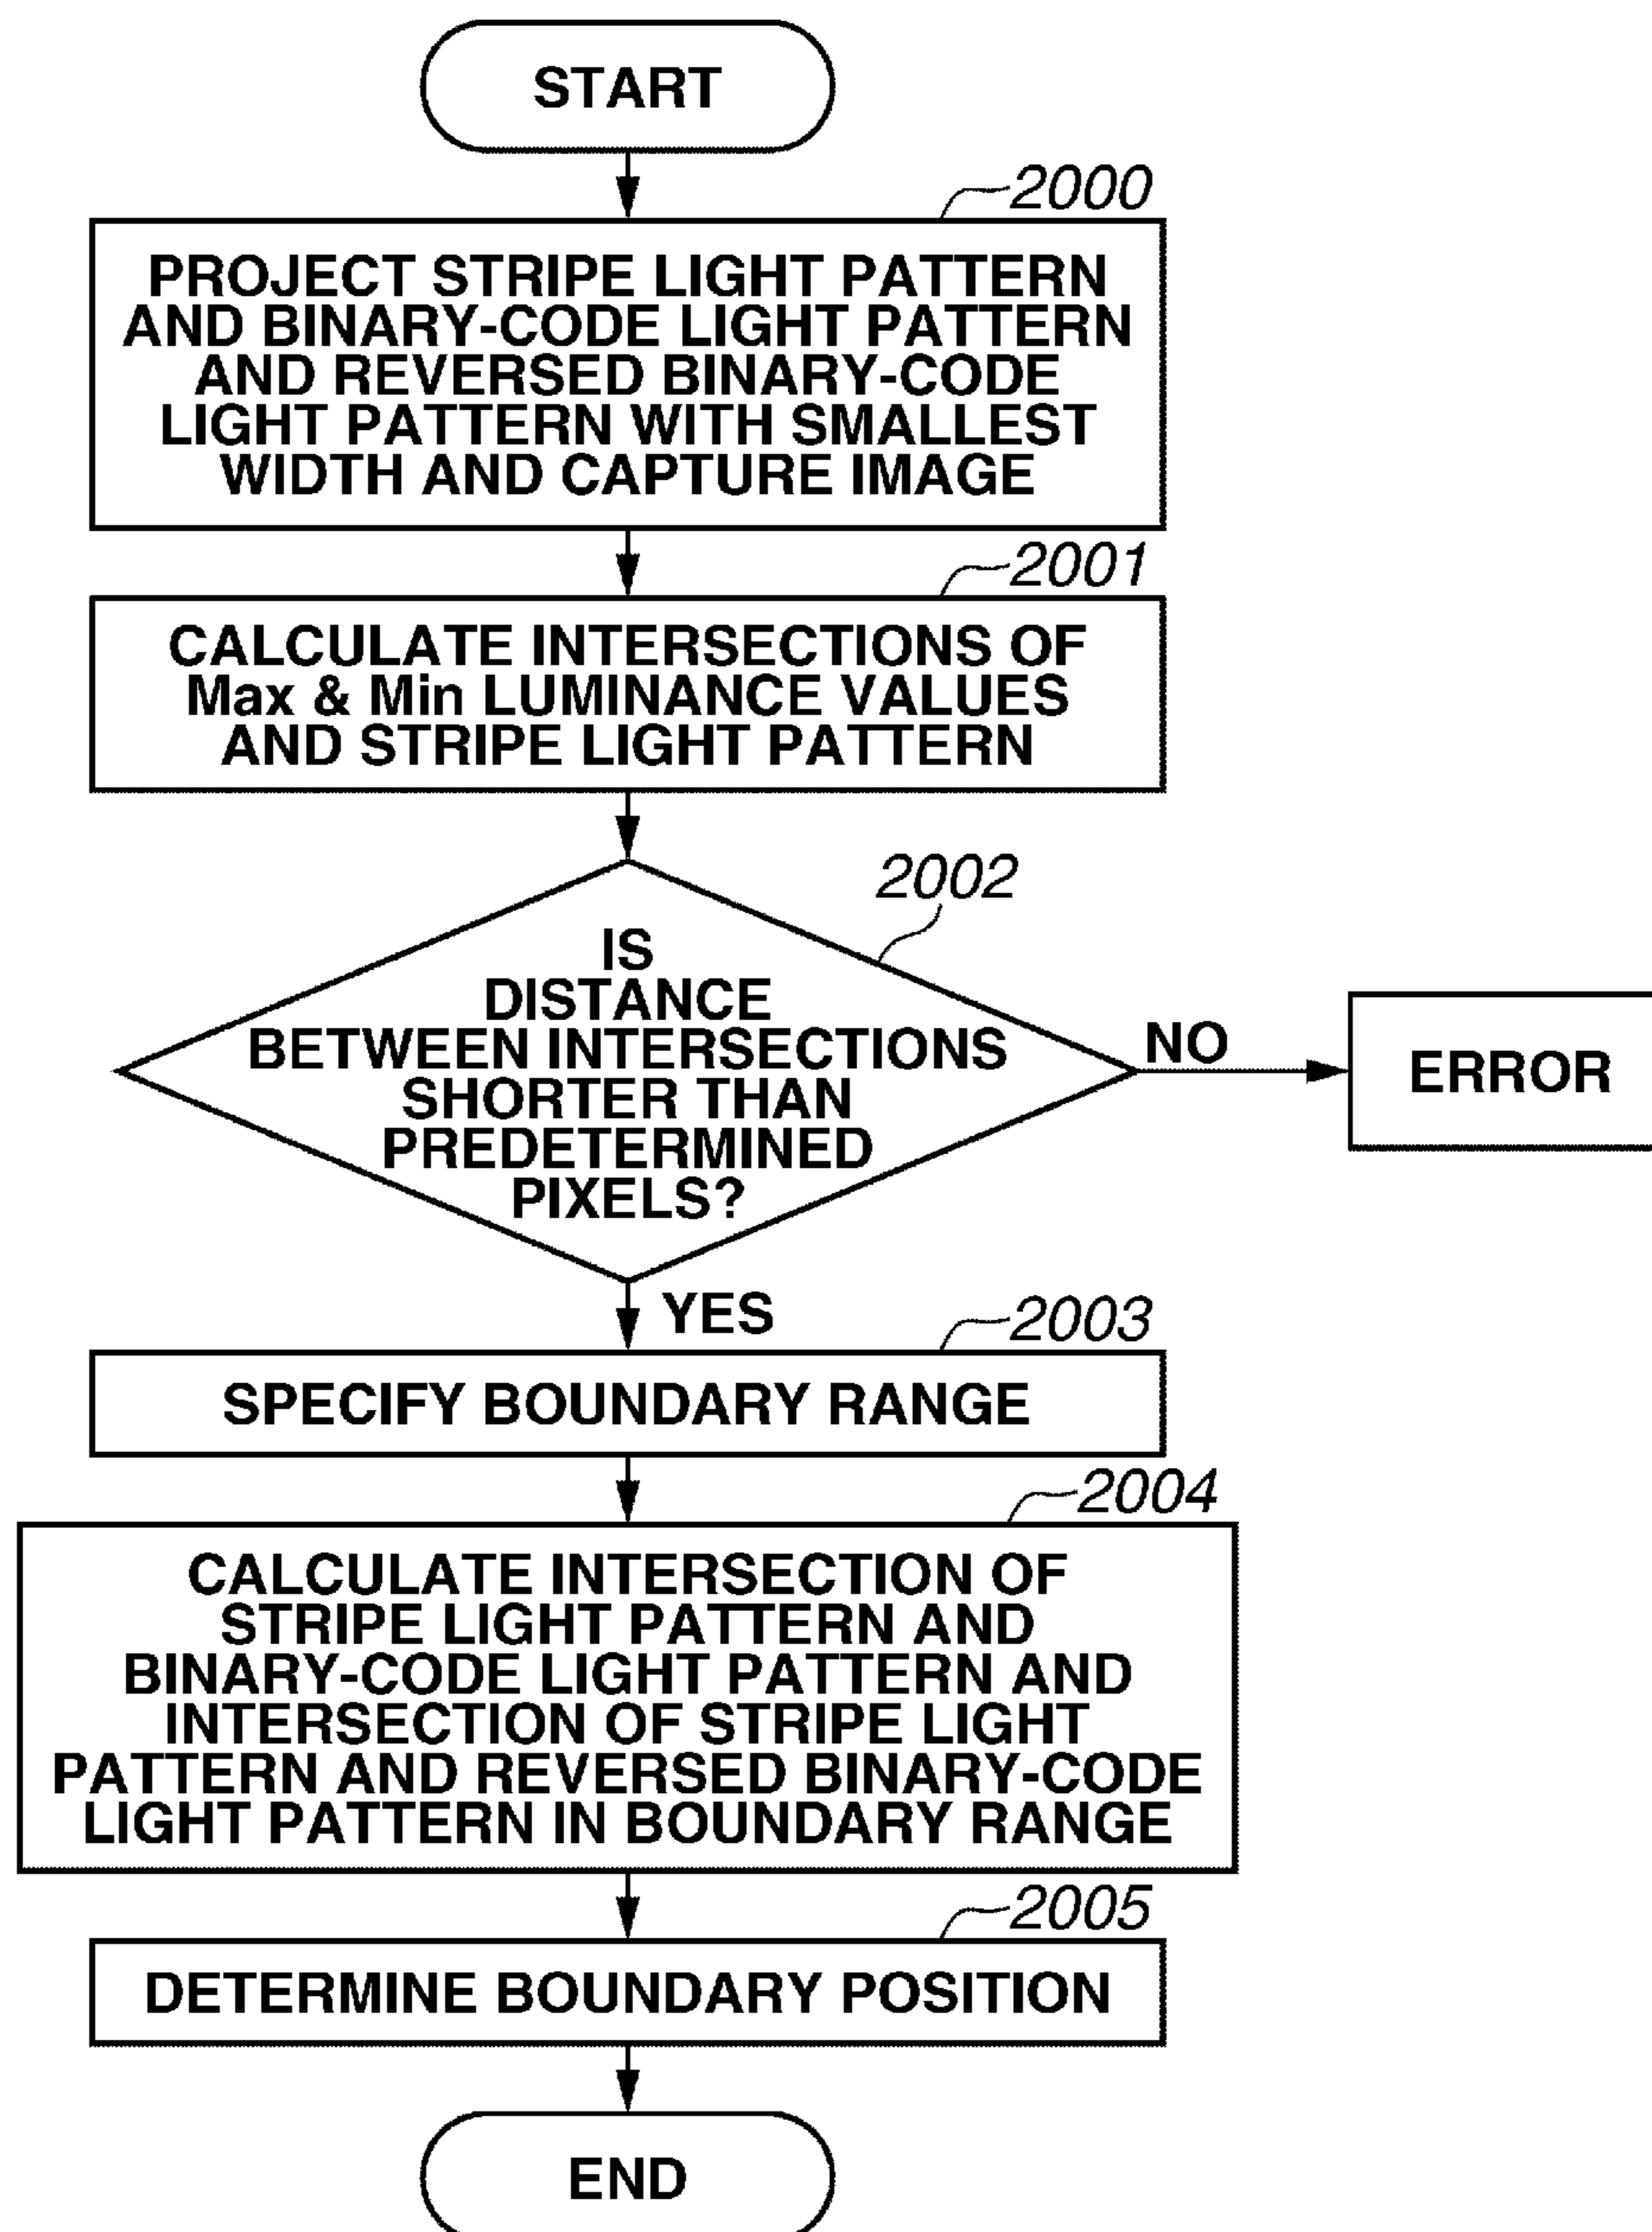 START
2000
PROJECT STRIPE LIGHT PATTERN
AND BINARY-CODE LIGHT PATTERN
AND REVERSED BINARY-CODE
LIGHT PATTERN WITH SMALLEST
WIDTH AND CAPTURE IMAGE
2001
CALCULATE INTERSECTIONS OF
Max & Min LUMINANCE VALUES
AND STRIPE LIGHT PATTERN
2002
IS
DISTANCE
BETWEEN INTERSECTIONS
SHORTER THAN
PREDETERMINED
PIXELS?
NO
ERROR
YES
2003
SPECIFY BOUNDARY RANGE
2004
CALCULATE INTERSECTION OF
STRIPE LIGHT PATTERN AND
BINARY-CODE LIGHT PATTERN AND
INTERSECTION OF STRIPE LIGHT
PATTERN AND REVERSED BINARY-CODE
LIGHT PATTERN IN BOUNDARY RANGE
2005
DETERMINE BOUNDARY POSITION
END